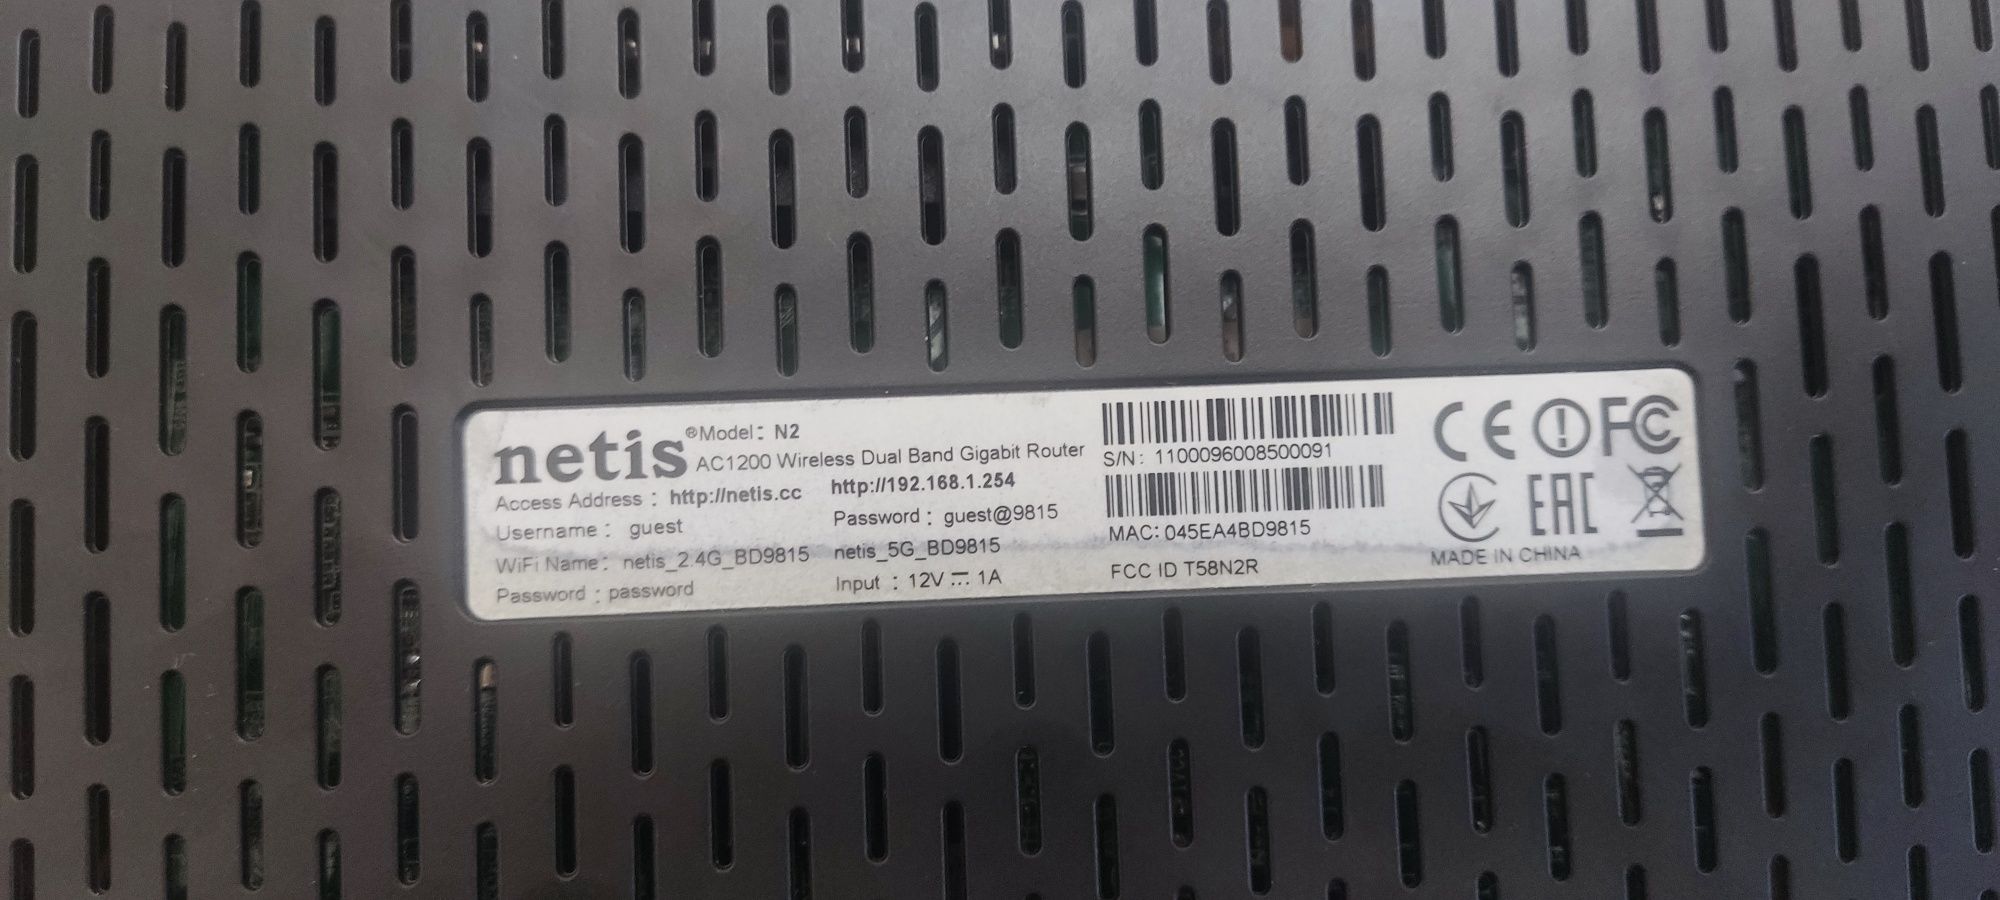 netis® Model: N2
AC1200 Wireless Dual Band Gigabit Router
Access Address : http://netis.cc http://192.168.1.254
Username : guest Password : guest@9815
WiFi Name : netis_2.4G_BD9815 netis_5G_BD9815
Password : password Input : 12V ⎓ 1A
S/N : 1100096008500091
MAC: 045EA4BD9815
FCC ID T58N2R
CE FC
EAC
MADE IN CHINA